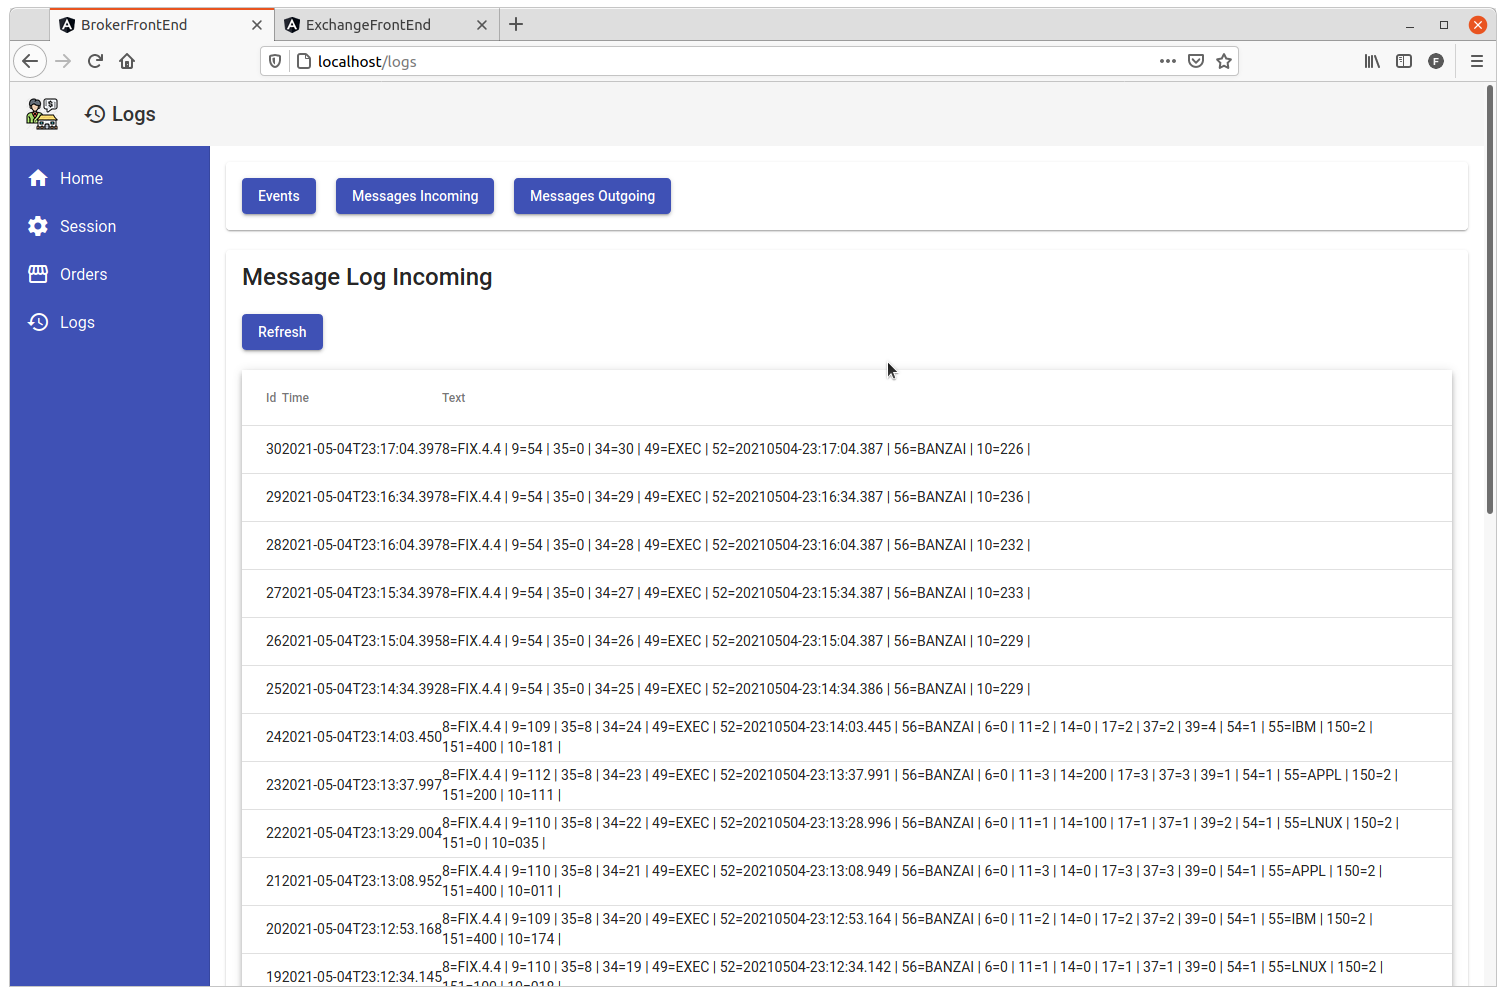 BrokerFrontEnd
ExchangeFrontEnd
localhost/logs
F
Logs
Home
Session
Orders
Logs
Events Messages Incoming Messages Outgoing
Message Log Incoming
Refresh
Id Time Text
30 2021-05-04T23:17:04.397 8=FIX.4.4 | 9=54 | 35=0 | 34=30 | 49=EXEC | 52=20210504-23:17:04.387 | 56=BANZAI | 10=226 |
29 2021-05-04T23:16:34.397 8=FIX.4.4 | 9=54 | 35=0 | 34=29 | 49=EXEC | 52=20210504-23:16:34.387 | 56=BANZAI | 10=236 |
28 2021-05-04T23:16:04.397 8=FIX.4.4 | 9=54 | 35=0 | 34=28 | 49=EXEC | 52=20210504-23:16:04.387 | 56=BANZAI | 10=232 |
27 2021-05-04T23:15:34.397 8=FIX.4.4 | 9=54 | 35=0 | 34=27 | 49=EXEC | 52=20210504-23:15:34.387 | 56=BANZAI | 10=233 |
26 2021-05-04T23:15:04.395 8=FIX.4.4 | 9=54 | 35=0 | 34=26 | 49=EXEC | 52=20210504-23:15:04.387 | 56=BANZAI | 10=229 |
25 2021-05-04T23:14:34.392 8=FIX.4.4 | 9=54 | 35=0 | 34=25 | 49=EXEC | 52=20210504-23:14:34.386 | 56=BANZAI | 10=229 |
24 2021-05-04T23:14:03.450 8=FIX.4.4 | 9=109 | 35=8 | 34=24 | 49=EXEC | 52=20210504-23:14:03.445 | 56=BANZAI | 6=0 | 11=2 | 14=0 | 17=2 | 37=2 | 39=4 | 54=1 | 55=IBM | 150=2 |
151=400 | 10=181 |
23 2021-05-04T23:13:37.997 8=FIX.4.4 | 9=112 | 35=8 | 34=23 | 49=EXEC | 52=20210504-23:13:37.991 | 56=BANZAI | 6=0 | 11=3 | 14=200 | 17=3 | 37=3 | 39=1 | 54=1 | 55=APPL | 150=2 |
151=200 | 10=111 |
22 2021-05-04T23:13:29.004 8=FIX.4.4 | 9=110 | 35=8 | 34=22 | 49=EXEC | 52=20210504-23:13:28.996 | 56=BANZAI | 6=0 | 11=1 | 14=100 | 17=1 | 37=1 | 39=2 | 54=1 | 55=LNUX | 150=2 |
151=0 | 10=035 |
21 2021-05-04T23:13:08.952 8=FIX.4.4 | 9=110 | 35=8 | 34=21 | 49=EXEC | 52=20210504-23:13:08.949 | 56=BANZAI | 6=0 | 11=3 | 14=0 | 17=3 | 37=3 | 39=0 | 54=1 | 55=APPL | 150=2 |
151=400 | 10=011 |
20 2021-05-04T23:12:53.168 8=FIX.4.4 | 9=109 | 35=8 | 34=20 | 49=EXEC | 52=20210504-23:12:53.164 | 56=BANZAI | 6=0 | 11=2 | 14=0 | 17=2 | 37=2 | 39=0 | 54=1 | 55=IBM | 150=2 |
151=400 | 10=174 |
19 2021-05-04T23:12:34.145 8=FIX.4.4 | 9=110 | 35=8 | 34=19 | 49=EXEC | 52=20210504-23:12:34.142 | 56=BANZAI | 6=0 | 11=1 | 14=0 | 17=1 | 37=1 | 39=0 | 54=1 | 55=LNUX | 150=2 |